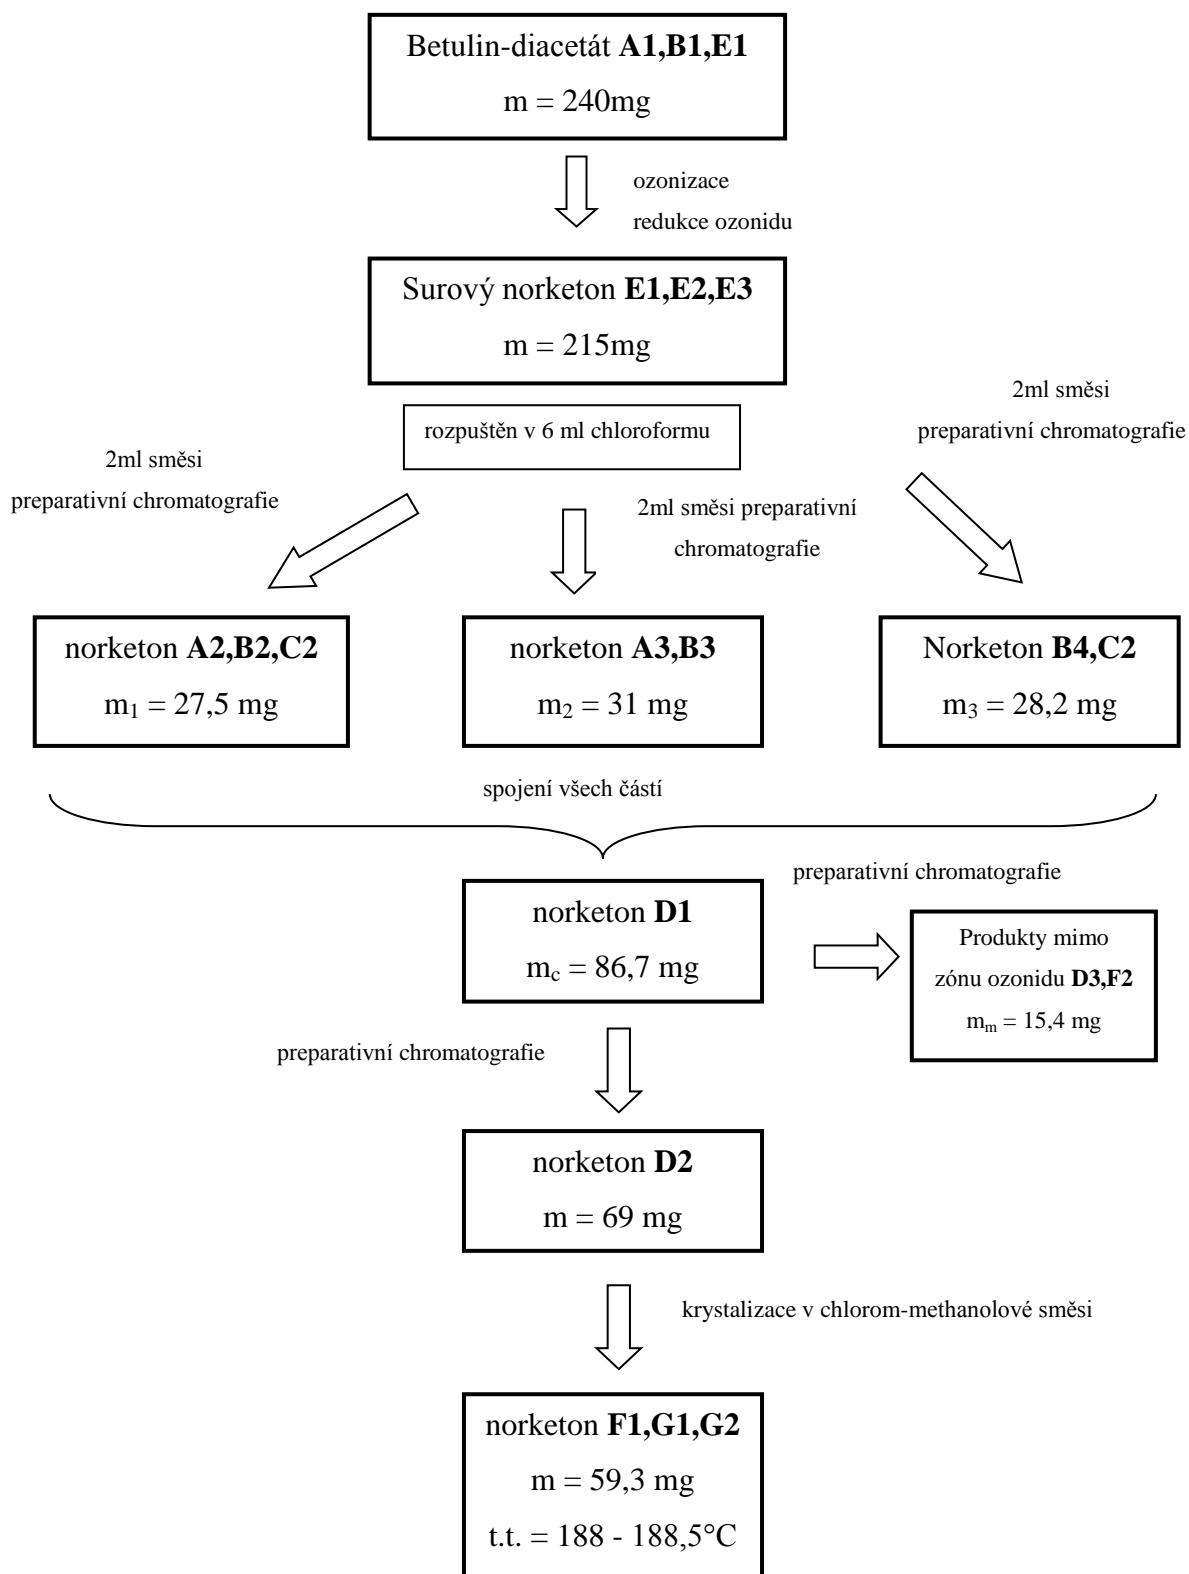 Betulin-diacetát A1,B1,E1
m = 240mg
ozonizace
redukce ozonidu
Surový norketon E1,E2,E3
m = 215mg
rozpuštěn v 6 ml chloroformu
2ml směsi
preparativní chromatografie
2ml směsi preparativní
chromatografie
2ml směsi
preparativní chromatografie
norketon A2,B2,C2
m1 = 27,5 mg
norketon A3,B3
m2 = 31 mg
Norketon B4,C2
m3 = 28,2 mg
spojení všech částí
norketon D1
mc = 86,7 mg
preparativní chromatografie
Produkty mimo
zónu ozonidu D3,F2
mm = 15,4 mg
preparativní chromatografie
norketon D2
m = 69 mg
krystalizace v chlorom-methanolové směsi
norketon F1,G1,G2
m = 59,3 mg
t.t. = 188 - 188,5°C